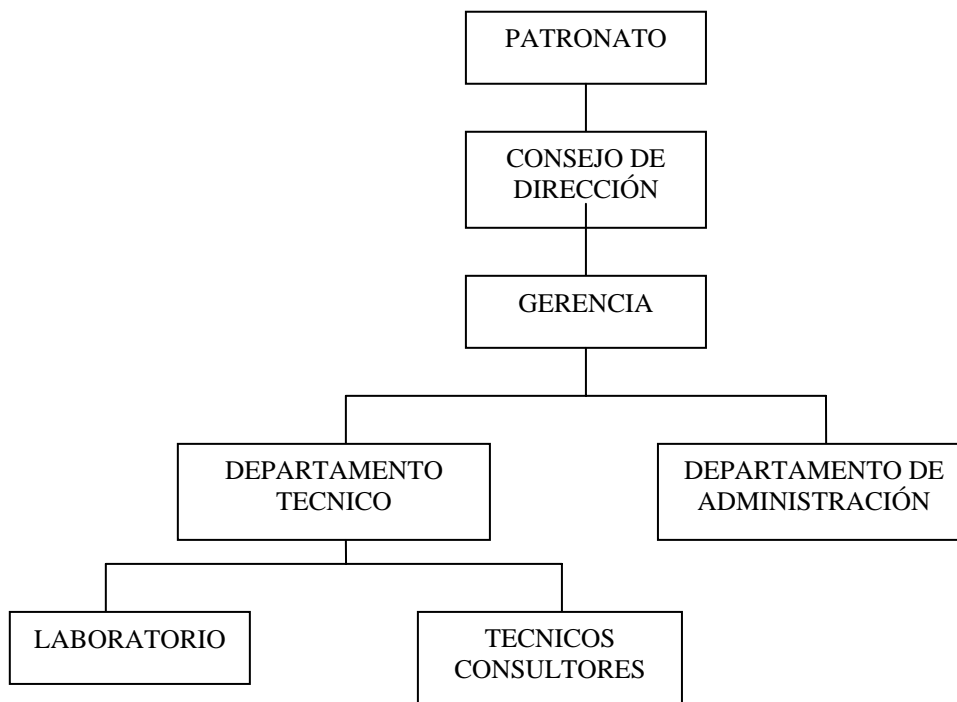 PATRONATO
CONSEJO DE
DIRECCIÓN
GERENCIA
DEPARTAMENTO
TECNICO
DEPARTAMENTO DE
ADMINISTRACIÓN
LABORATORIO
TECNICOS
CONSULTORES